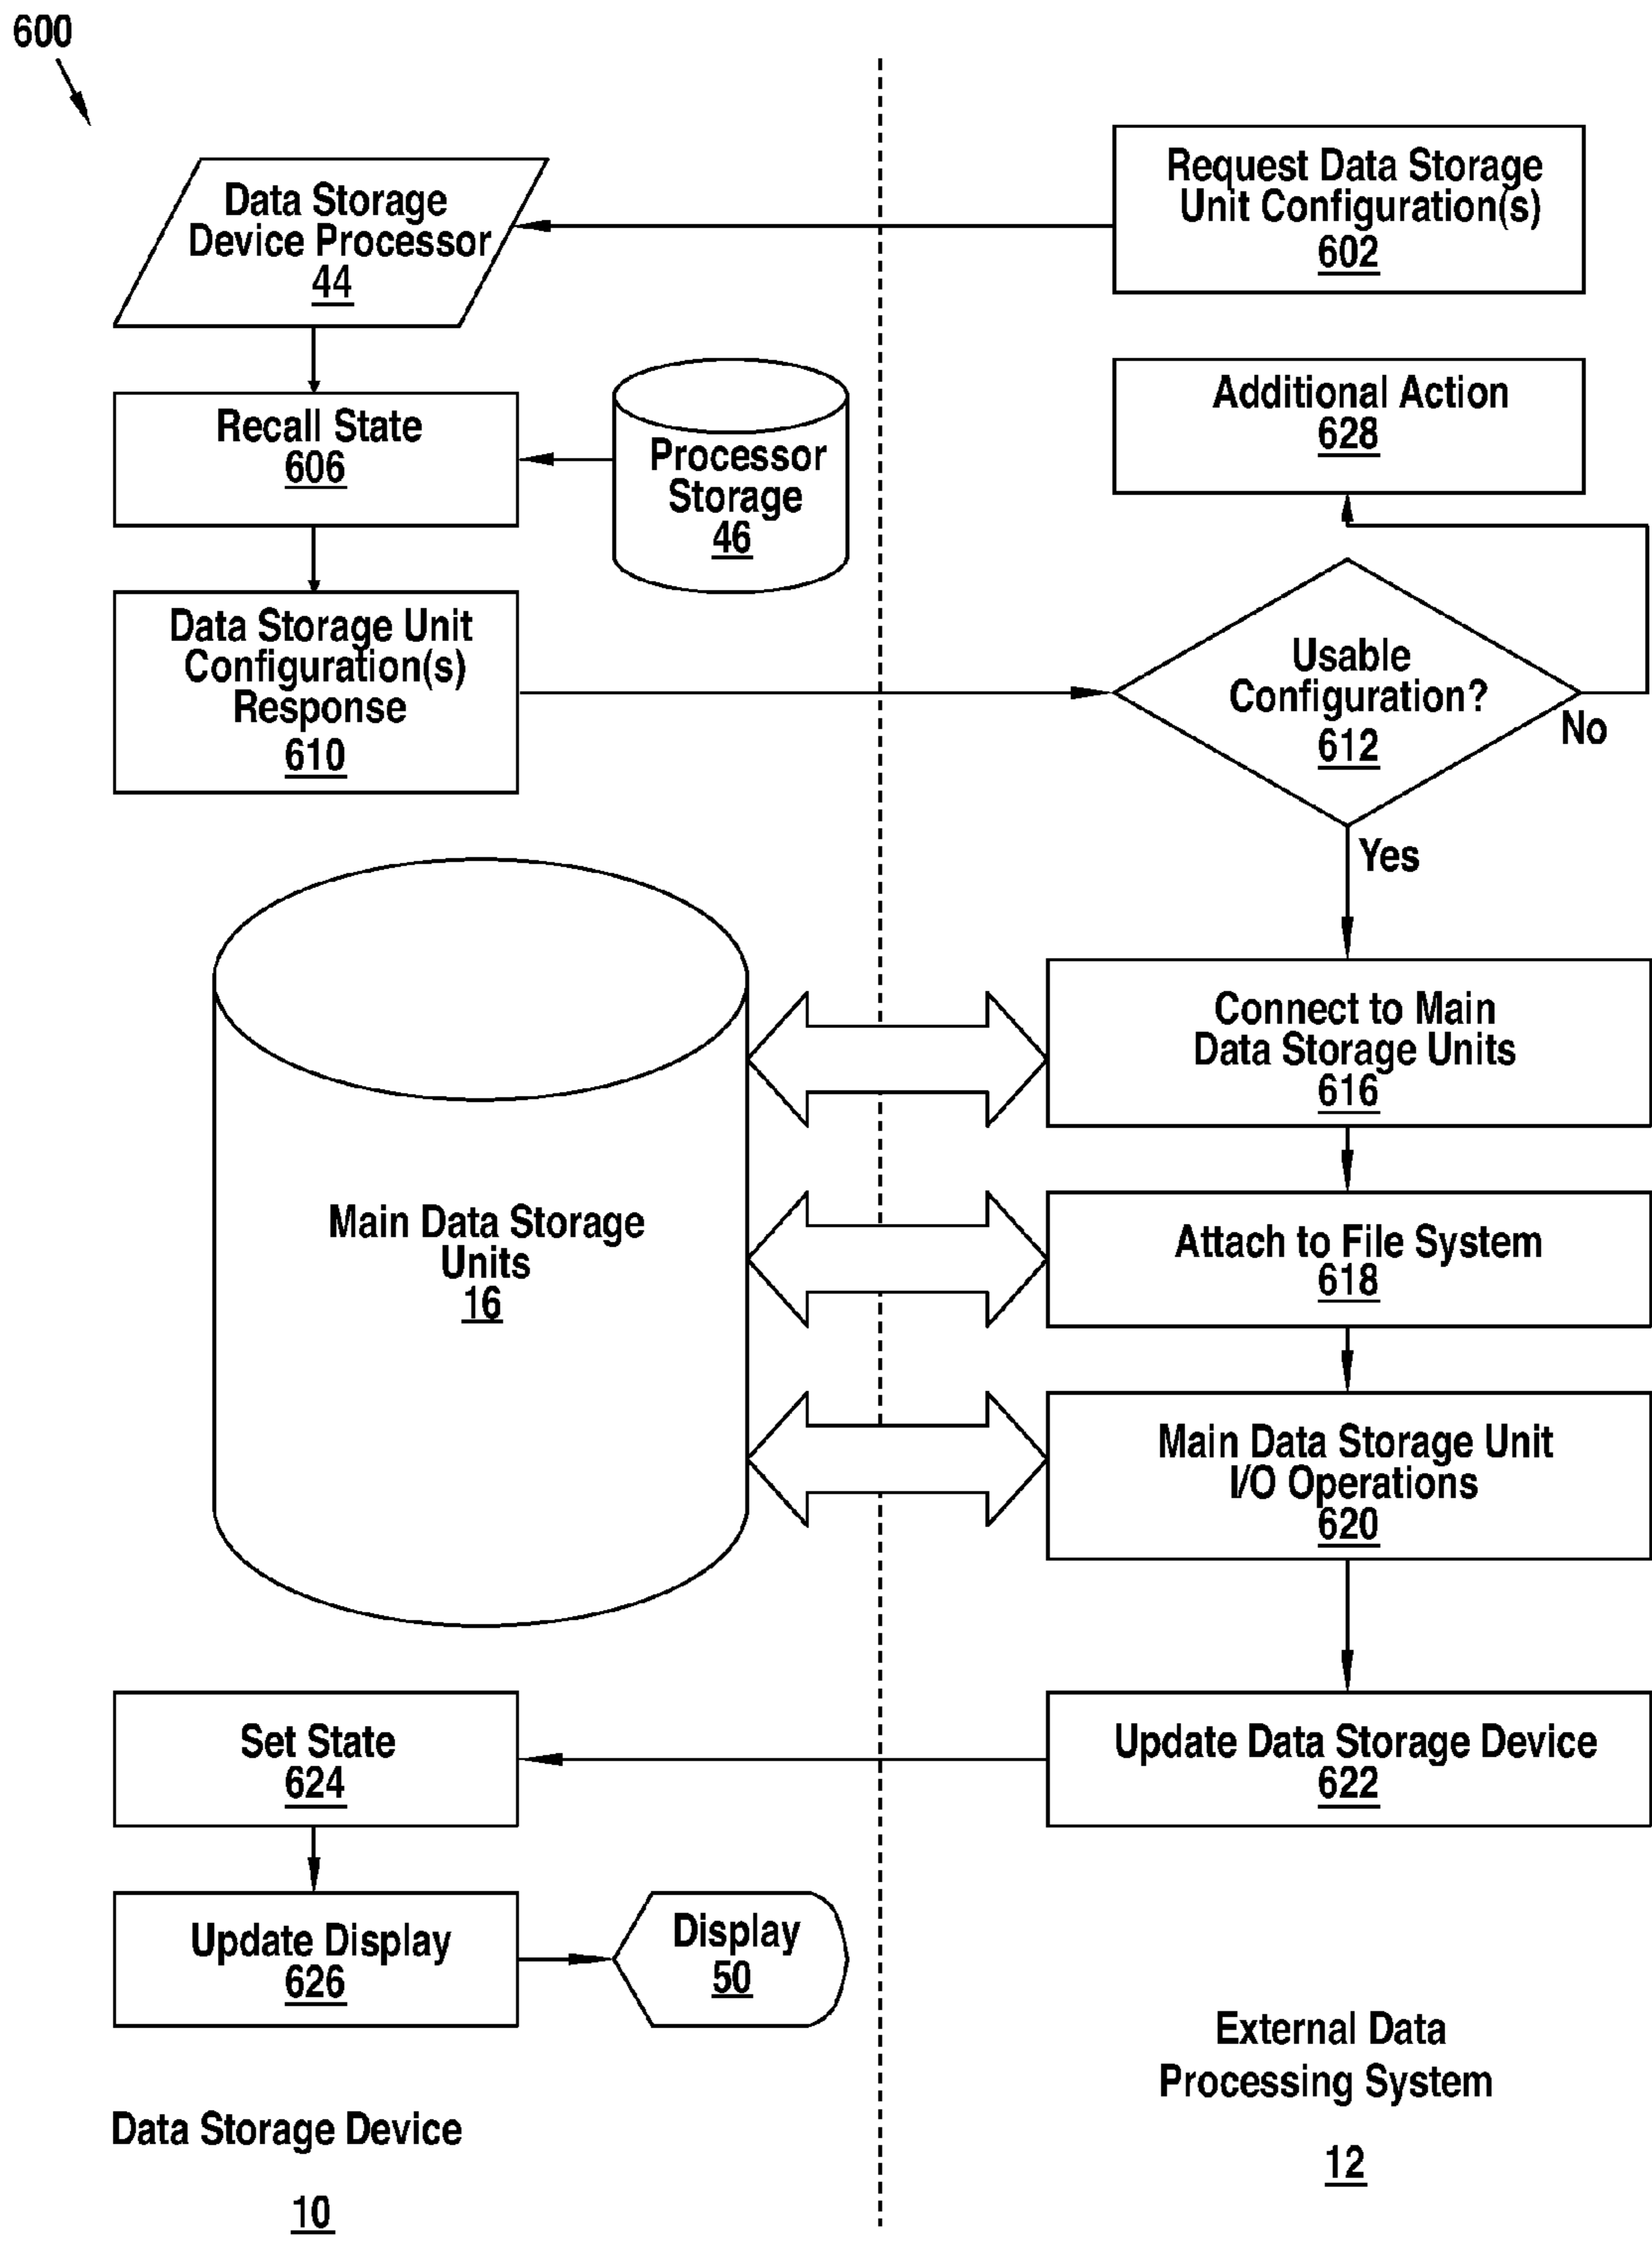 600
Data Storage
Device Processor
44
Request Data Storage
Unit Configuration(s)
602
Recall State
606
Processor
Storage
46
Additional Action
628
Data Storage Unit
Configuration(s)
Response
610
Usable
Configuration?
612
No
Yes
Main Data Storage
Units
16
Connect to Main
Data Storage Units
616
Attach to File System
618
Main Data Storage Unit
I/O Operations
620
Set State
624
Update Data Storage Device
622
Update Display
626
Display
50
Data Storage Device
10
External Data
Processing System
12